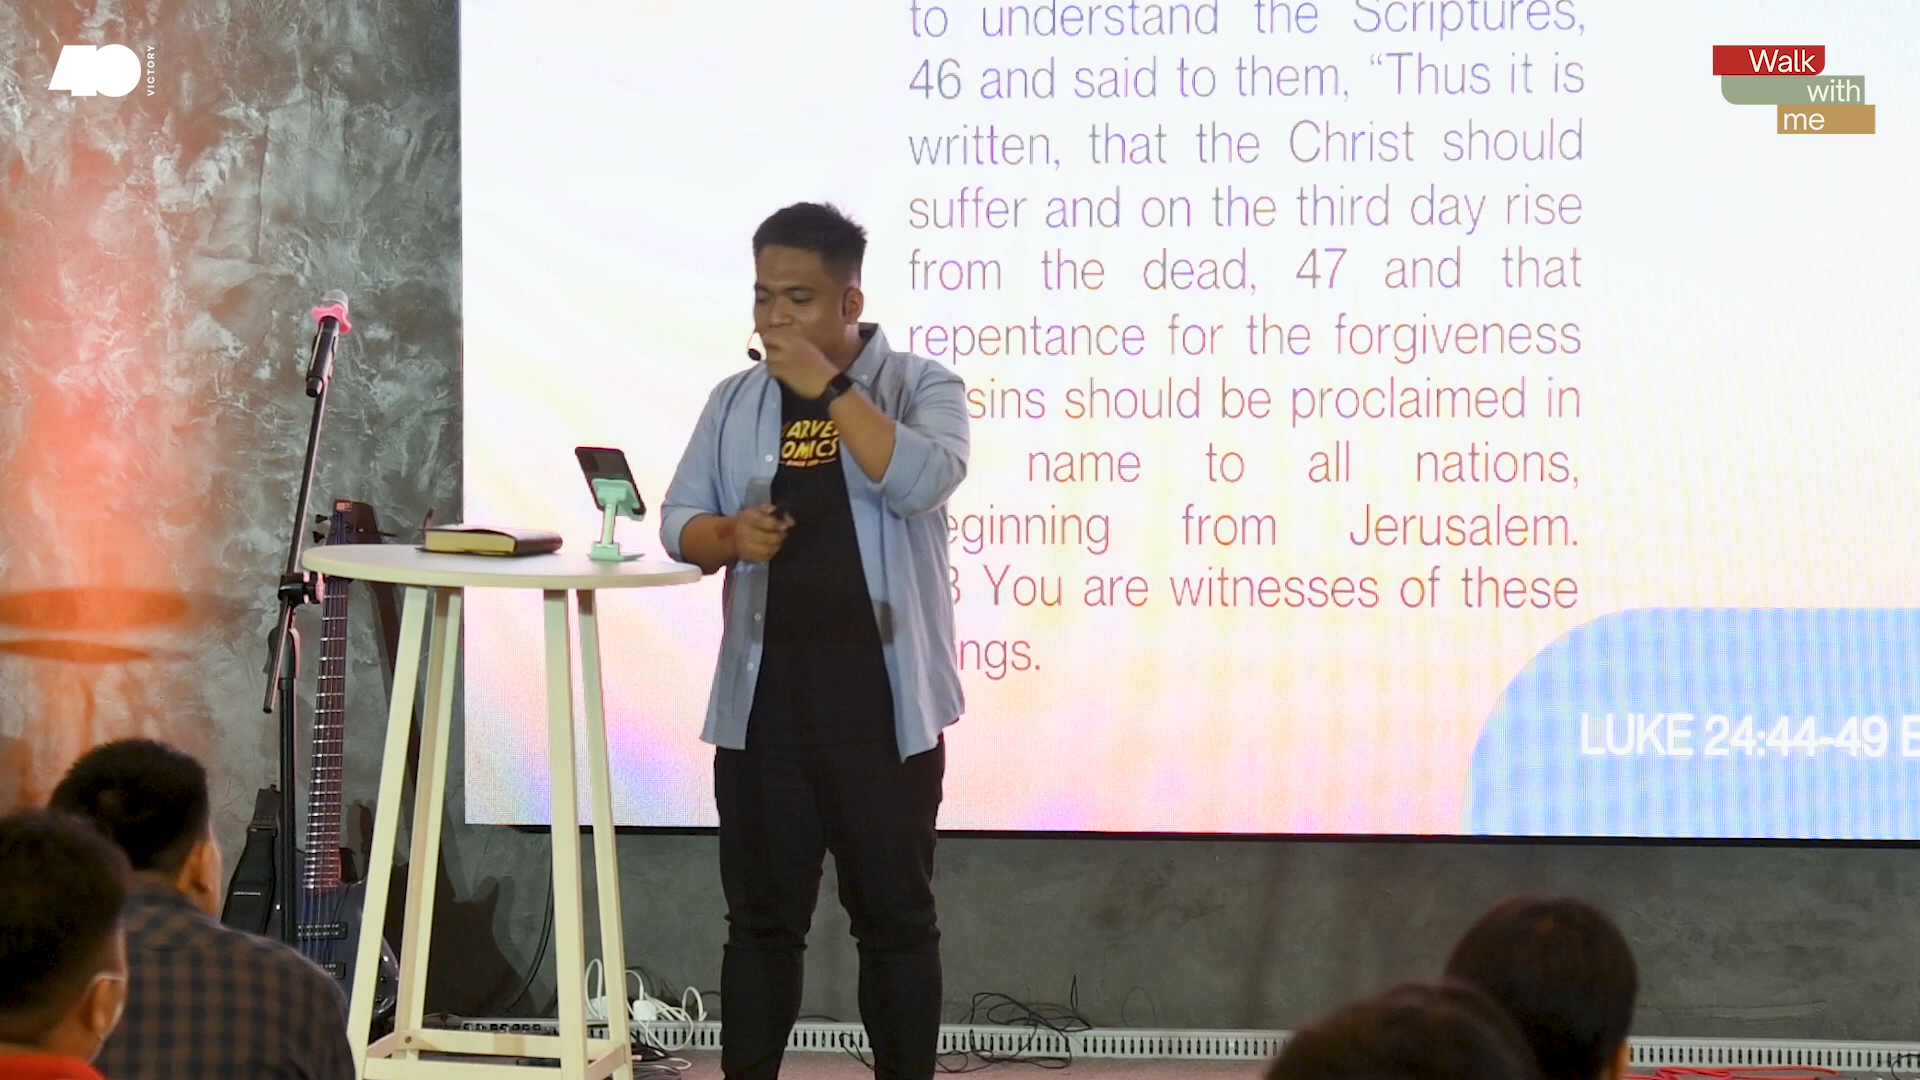 40
VICTORY
Walk
with
me
to understand the Scriptures,
46 and said to them, “Thus it is
written, that the Christ should
suffer and on the third day rise
from the dead, 47 and that
repentance for the forgiveness
sins should be proclaimed in
name to all nations,
eginning from Jerusalem.
You are witnesses of these
ngs.
LUKE 24:44-49 E
ARVE
OMICS